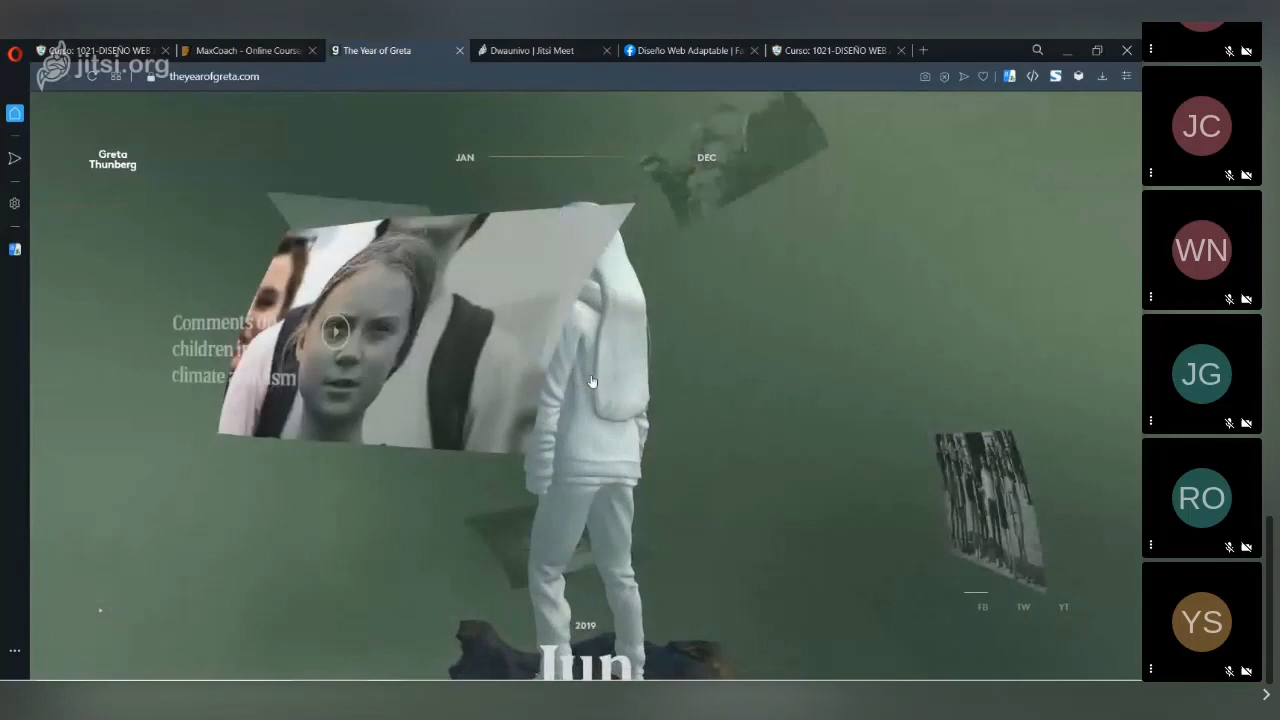 Curso: 1021-DISEÑO WEB
MaxCoach - Online Course
The Year of Greta
Dwaunivo | Jitsi Meet
Diseño Web Adaptable | Fa
Curso: 1021-DISEÑO WEB
jitsi.org
theyearofgreta.com
Greta
Thunberg
JAN
DEC
Comments
children
climate
2019
Jun
FB
TW
YT
JC
WN
JG
RO
YS